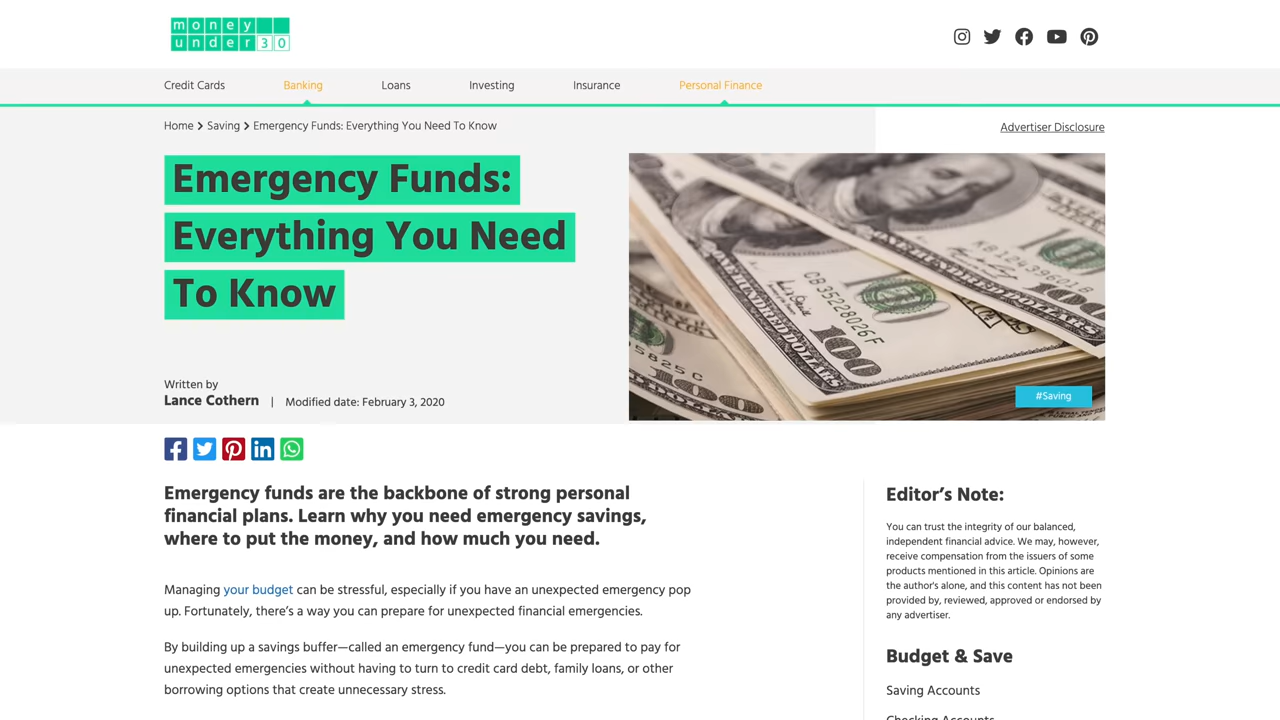 money
under30
Credit Cards
Banking
Loans
Investing
Insurance
Personal Finance
Home
Saving
Emergency Funds: Everything You Need To Know
Advertiser Disclosure
Emergency Funds:
Everything You Need
To Know
CB 35228026 F
100
#Saving
Written by
Lance Cothern | Modified date: February 3, 2020
Emergency funds are the backbone of strong personal
financial plans. Learn why you need emergency savings,
where to put the money, and how much you need.
Managing your budget can be stressful, especially if you have an unexpected emergency pop
up. Fortunately, there’s a way you can prepare for unexpected financial emergencies.
By building up a savings buffer—called an emergency fund—you can be prepared to pay for
unexpected emergencies without having to turn to credit card debt, family loans, or other
borrowing options that create unnecessary stress.
Editor’s Note:
You can trust the integrity of our balanced,
independent financial advice. We may, however,
receive compensation from the issuers of some
products mentioned in this article. Opinions are
the author's alone, and this content has not been
provided by, reviewed, approved or endorsed by
any advertiser.
Budget & Save
Saving Accounts
Checking Accounts